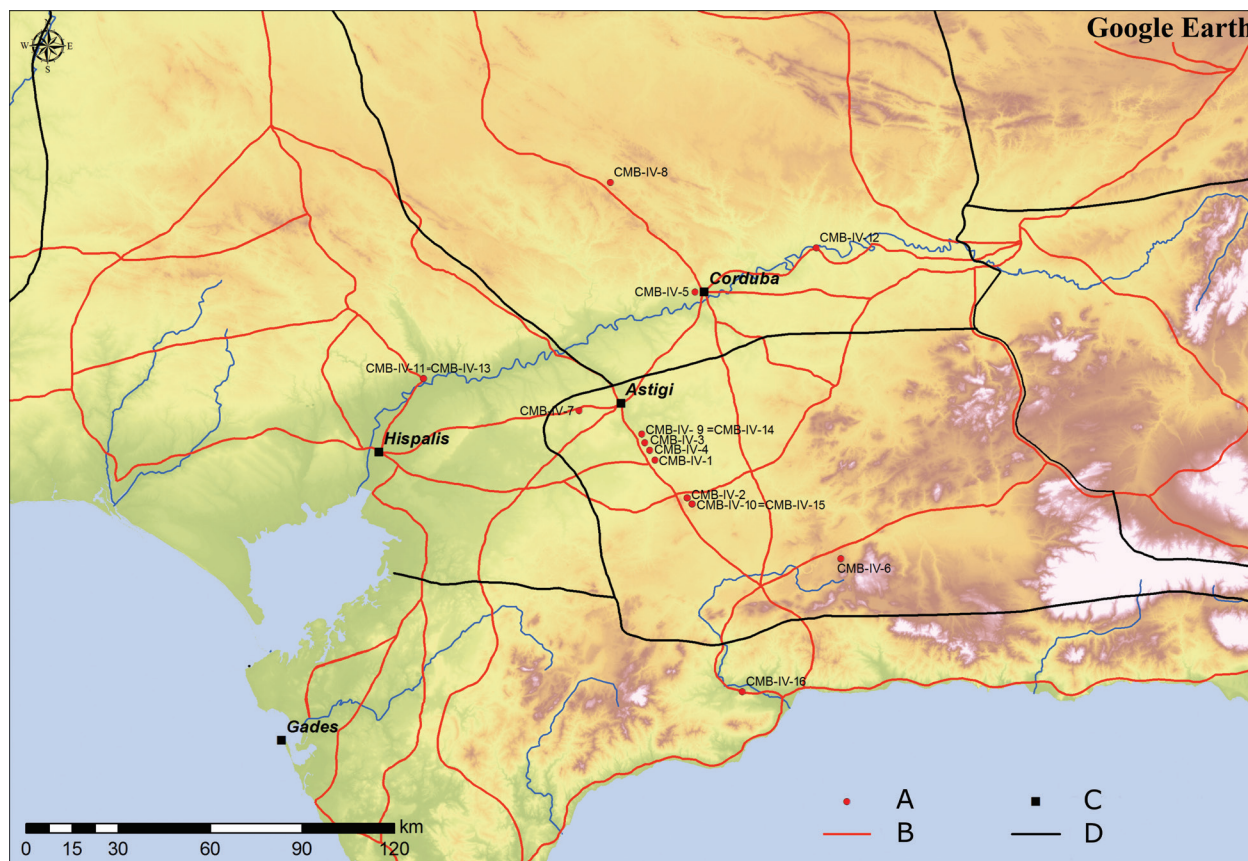 Google Earth
N
W E
S
CMB-IV-8
CMB-IV-12
Corduba
CMB-IV-5
CMB-IV-11=CMB-IV-13
Astigi
CMB-IV-7
CMB-IV- 9 =CMB-IV-14
Hispalis
CMB-IV-3
CMB-IV-4
CMB-IV-1
CMB-IV-2
CMB-IV-10=CMB-IV-15
CMB-IV-6
CMB-IV-16
Gades
A C
B D
km
0 15 30 60 90 120